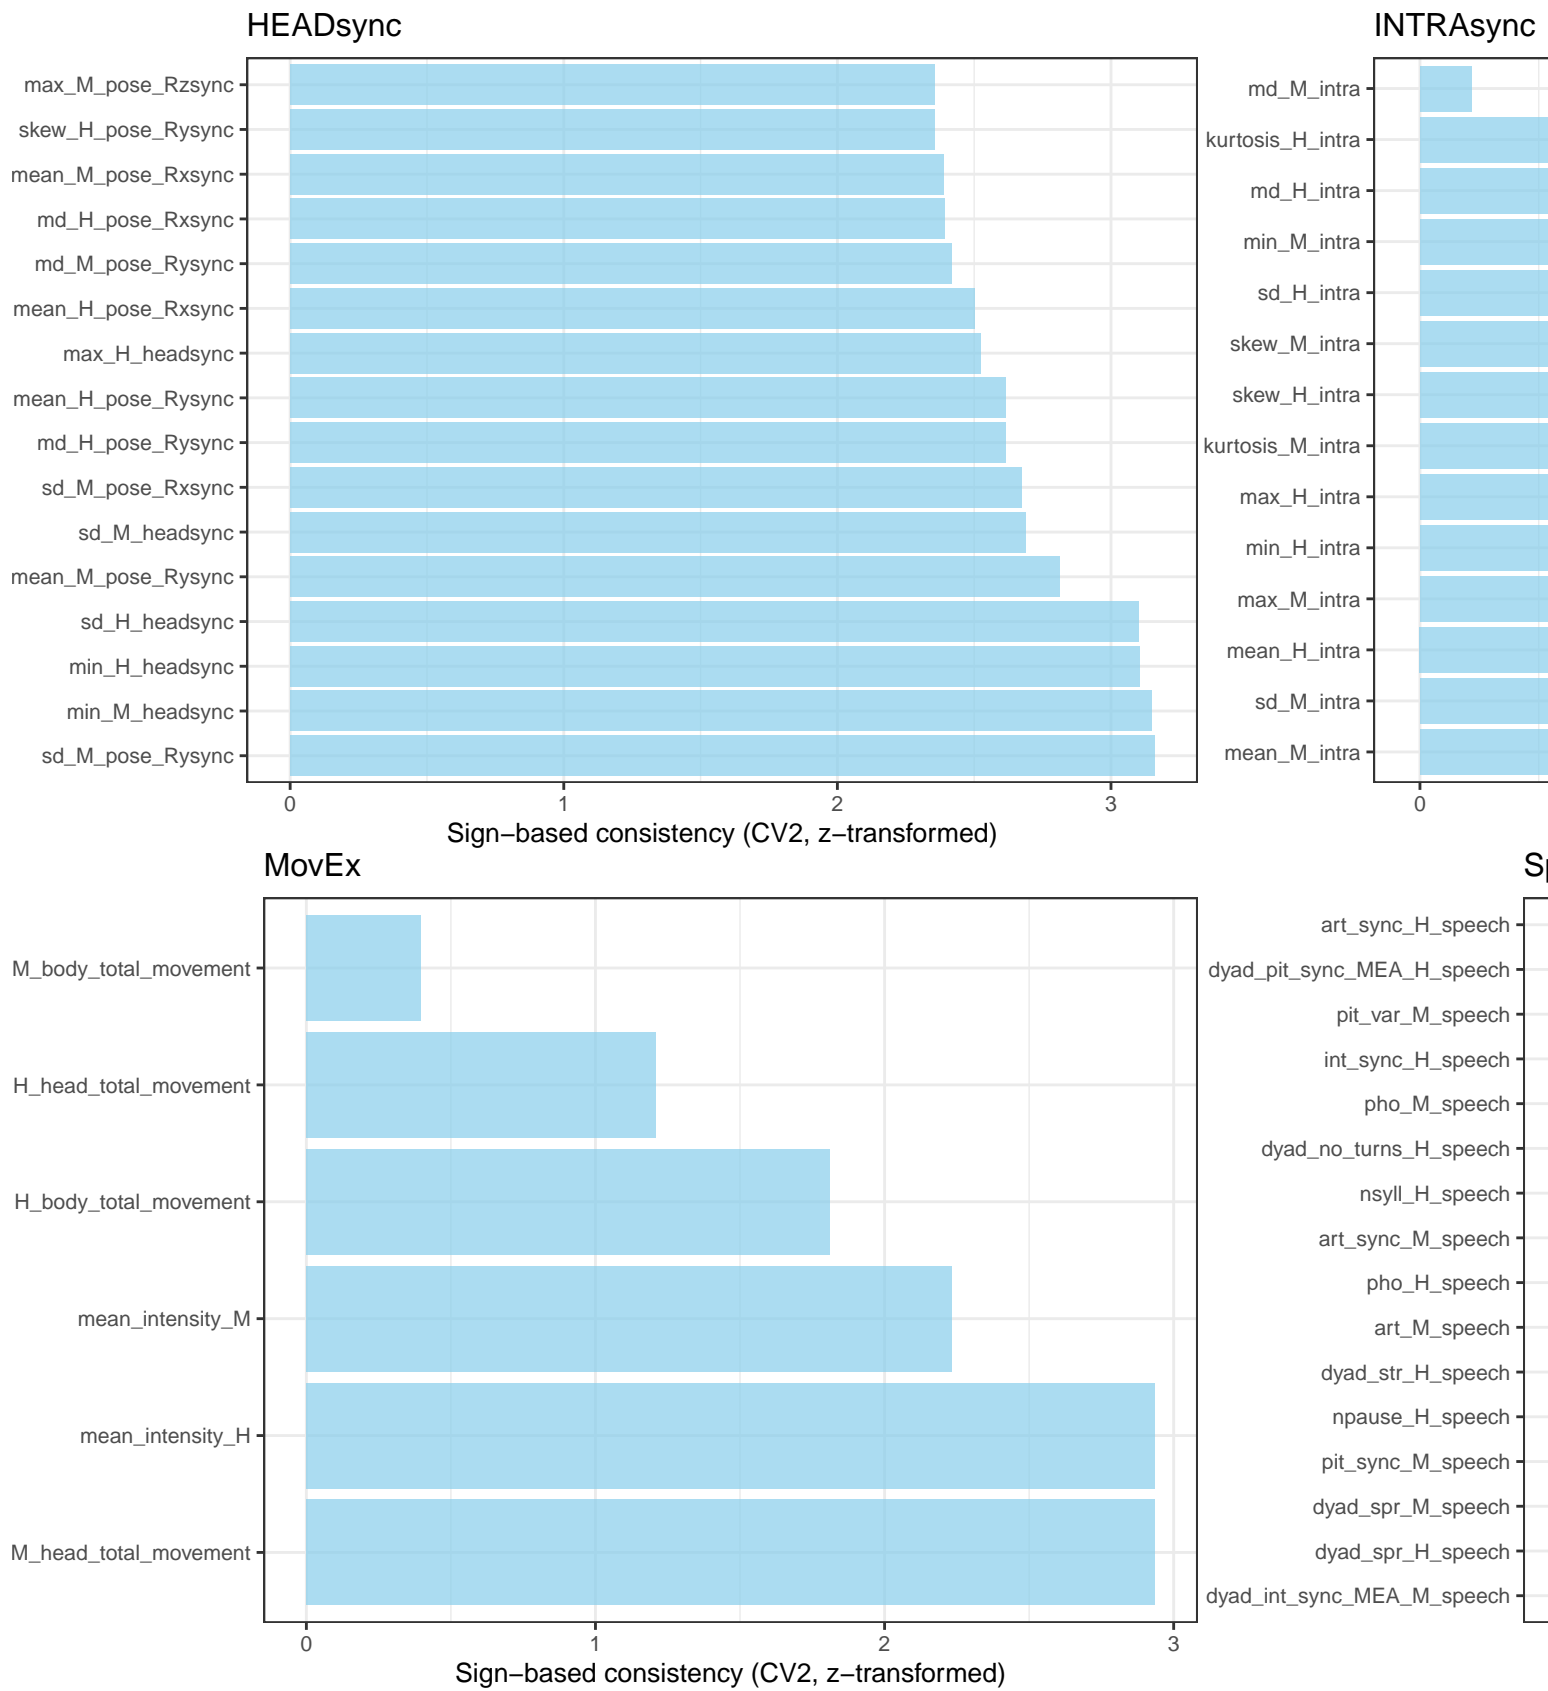 HEADsync
max_M_pose_Rzsync
skew_H_pose_Rysync
mean_M_pose_Rxsync
md_H_pose_Rxsync
md_M_pose_Rysync
mean_H_pose_Rxsync
max_H_headsync
mean_H_pose_Rysync
md_H_pose_Rysync
sd_M_pose_Rxsync
sd_M_headsync
mean_M_pose_Rysync
sd_H_headsync
min_H_headsync
min_M_headsync
sd_M_pose_Rysync
0 1 2 3
Sign−based consistency (CV2, z−transformed)
INTRAsync
md_M_intra
kurtosis_H_intra
md_H_intra
min_M_intra
sd_H_intra
skew_M_intra
skew_H_intra
kurtosis_M_intra
max_H_intra
min_H_intra
max_M_intra
mean_H_intra
sd_M_intra
mean_M_intra
0
MovEx
M_body_total_movement
H_head_total_movement
H_body_total_movement
mean_intensity_M
mean_intensity_H
M_head_total_movement
0 1 2 3
Sign−based consistency (CV2, z−transformed)
art_sync_H_speech
dyad_pit_sync_MEA_H_speech
pit_var_M_speech
int_sync_H_speech
pho_M_speech
dyad_no_turns_H_speech
nsyll_H_speech
art_sync_M_speech
pho_H_speech
art_M_speech
dyad_str_H_speech
npause_H_speech
pit_sync_M_speech
dyad_spr_M_speech
dyad_spr_H_speech
dyad_int_sync_MEA_M_speech